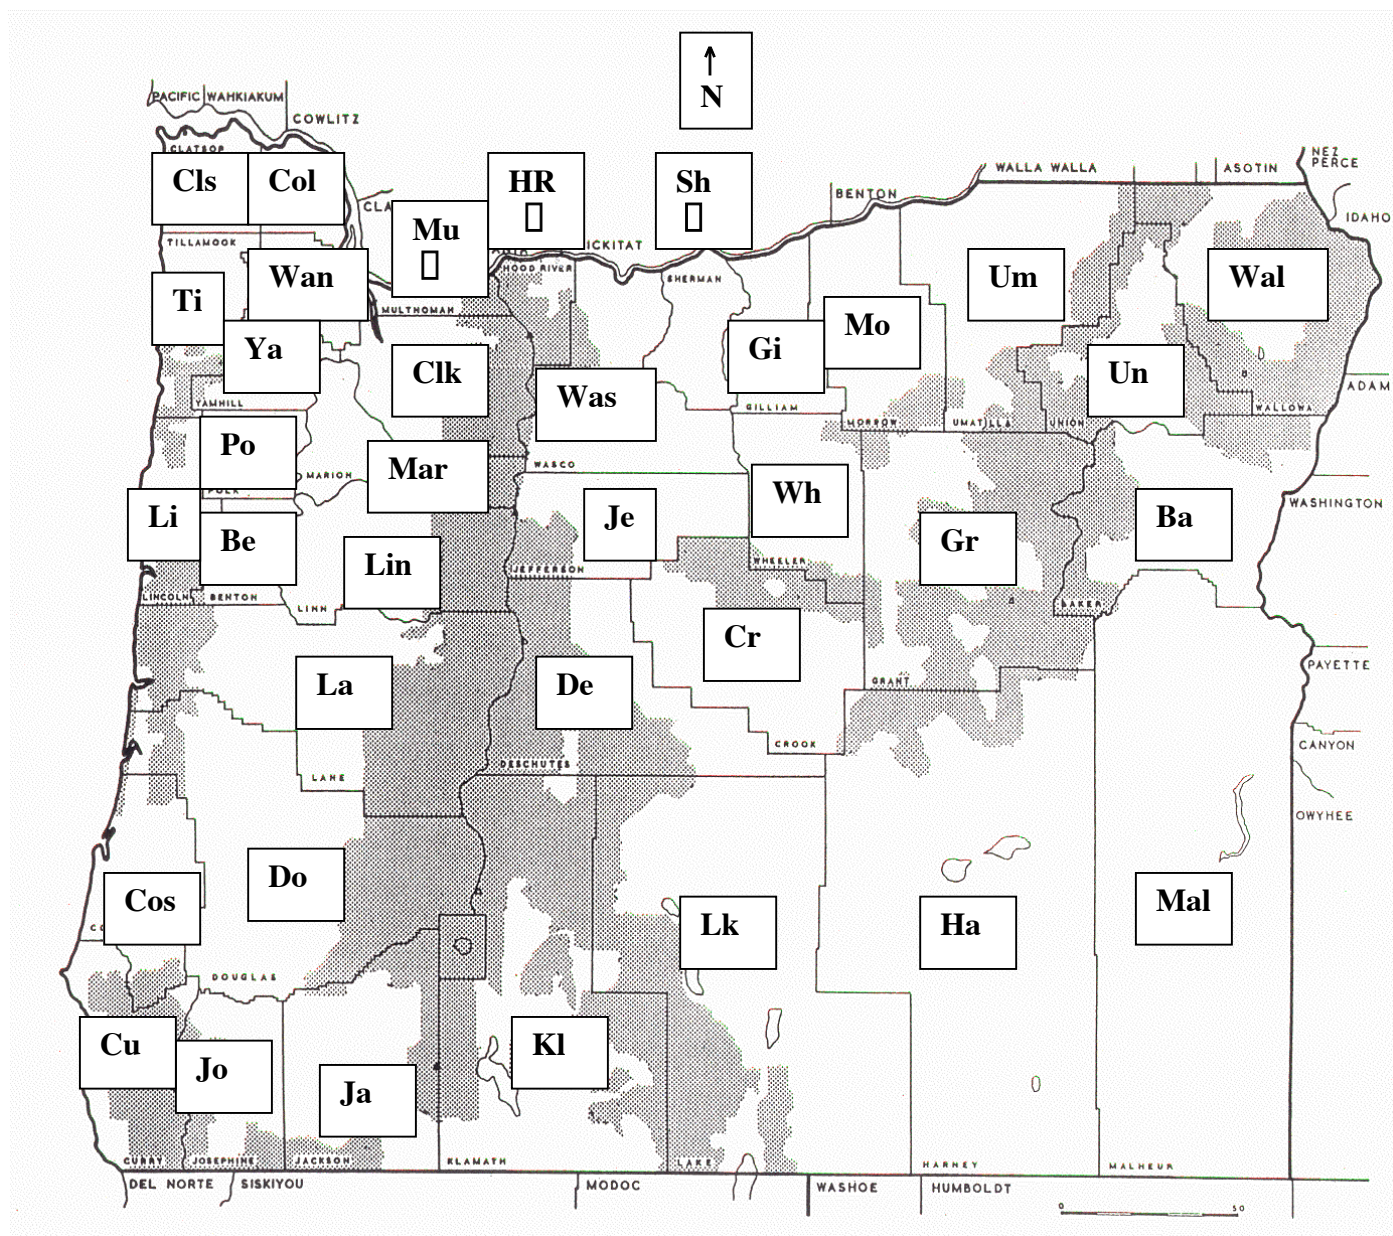 N
PACIFIC WAHKIAKUM
COWLITZ
CLATSOP
Cls Col HR Sh
NEZ PERCE
WALLA WALLA ASOTIN
CLA
BENTON
IDAHO
Mu
TILLAMOOK
ICKITAT
Wan
HOOD RIVER
SHERMAN
Um Wal
Ti
MULTNOMAH
Mo
Ya Gi
Clk Un
ADAM
Was
YAMHILL
GILLIAM
WALLOWA
MORROW UMATILLA UNION
Po
Mar
WASCO
MARION
POLK
Wh
WASHINGTON
Li Je Ba
Be Gr
Lin
WHEELER
JEFFERSON
LINCOLN BENTON
LINN
BAKER
Cr
PAYETTE
La De
GRANT
CROOK
CANYON
DESCHUTES
LANE
OWYHEE
Do
Cos Mal
Lk Ha
CO
DOUGLAS
Cu Kl
Jo
Ja
CURRY JOSEPHINE JACKSON KLAMATH LAKE HARNEY MALHEUR
DEL NORTE SISKIYOU MODOC WASHOE HUMBOLDT
0 50